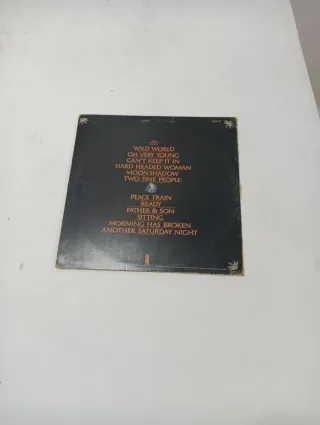 WILD WORLD
OH VERY YOUNG
CAN'T KEEP IT IN
HARD HEADED WOMAN
MOONSHADOW
TWO FINE PEOPLE
PEACE TRAIN
READY
FATHER & SON
SITTING
MORNING HAS BROKEN
ANOTHER SATURDAY NIGHT